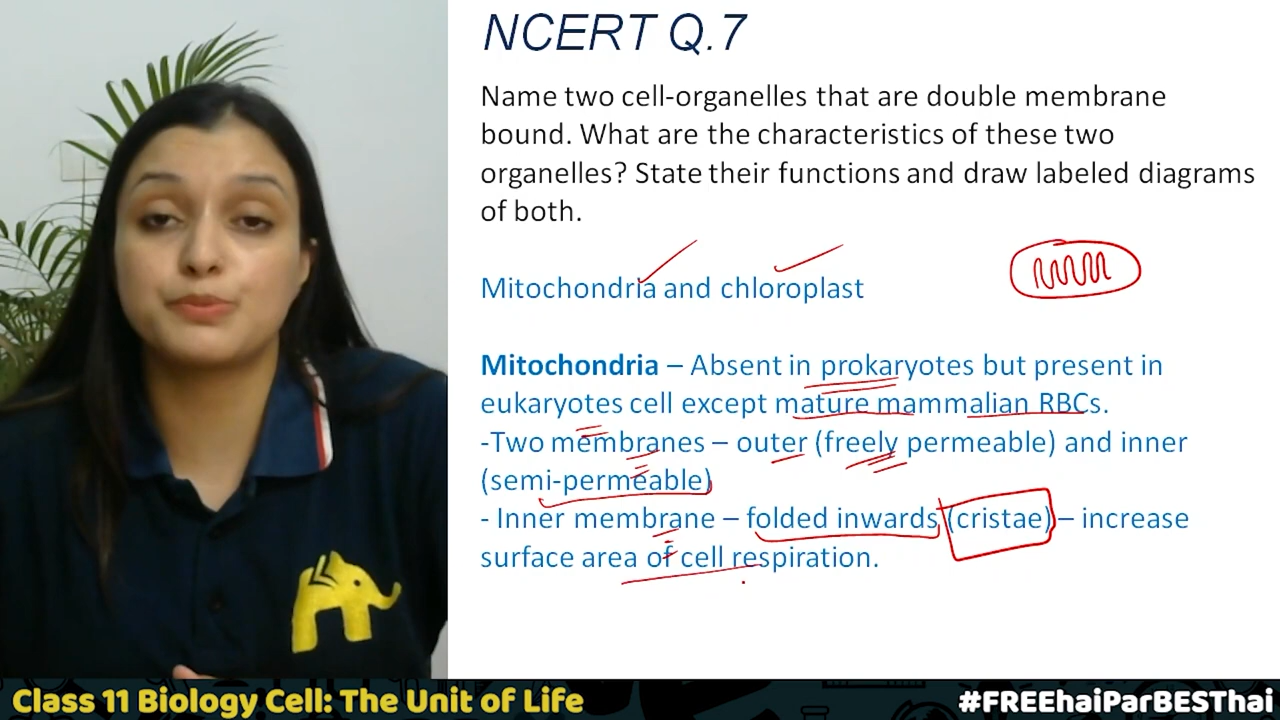 NCERT Q.7
Name two cell-organelles that are double membrane
bound. What are the characteristics of these two
organelles? State their functions and draw labeled diagrams
of both.
Mitochondria and chloroplast
Mitochondria – Absent in prokaryotes but present in
eukaryotes cell except mature mammalian RBCs.
-Two membranes – outer (freely permeable) and inner
(semi-permeable)
- Inner membrane – folded inwards (cristae) – increase
surface area of cell respiration.
Class 11 Biology Cell: The Unit of Life
#FREEhaiParBESThai